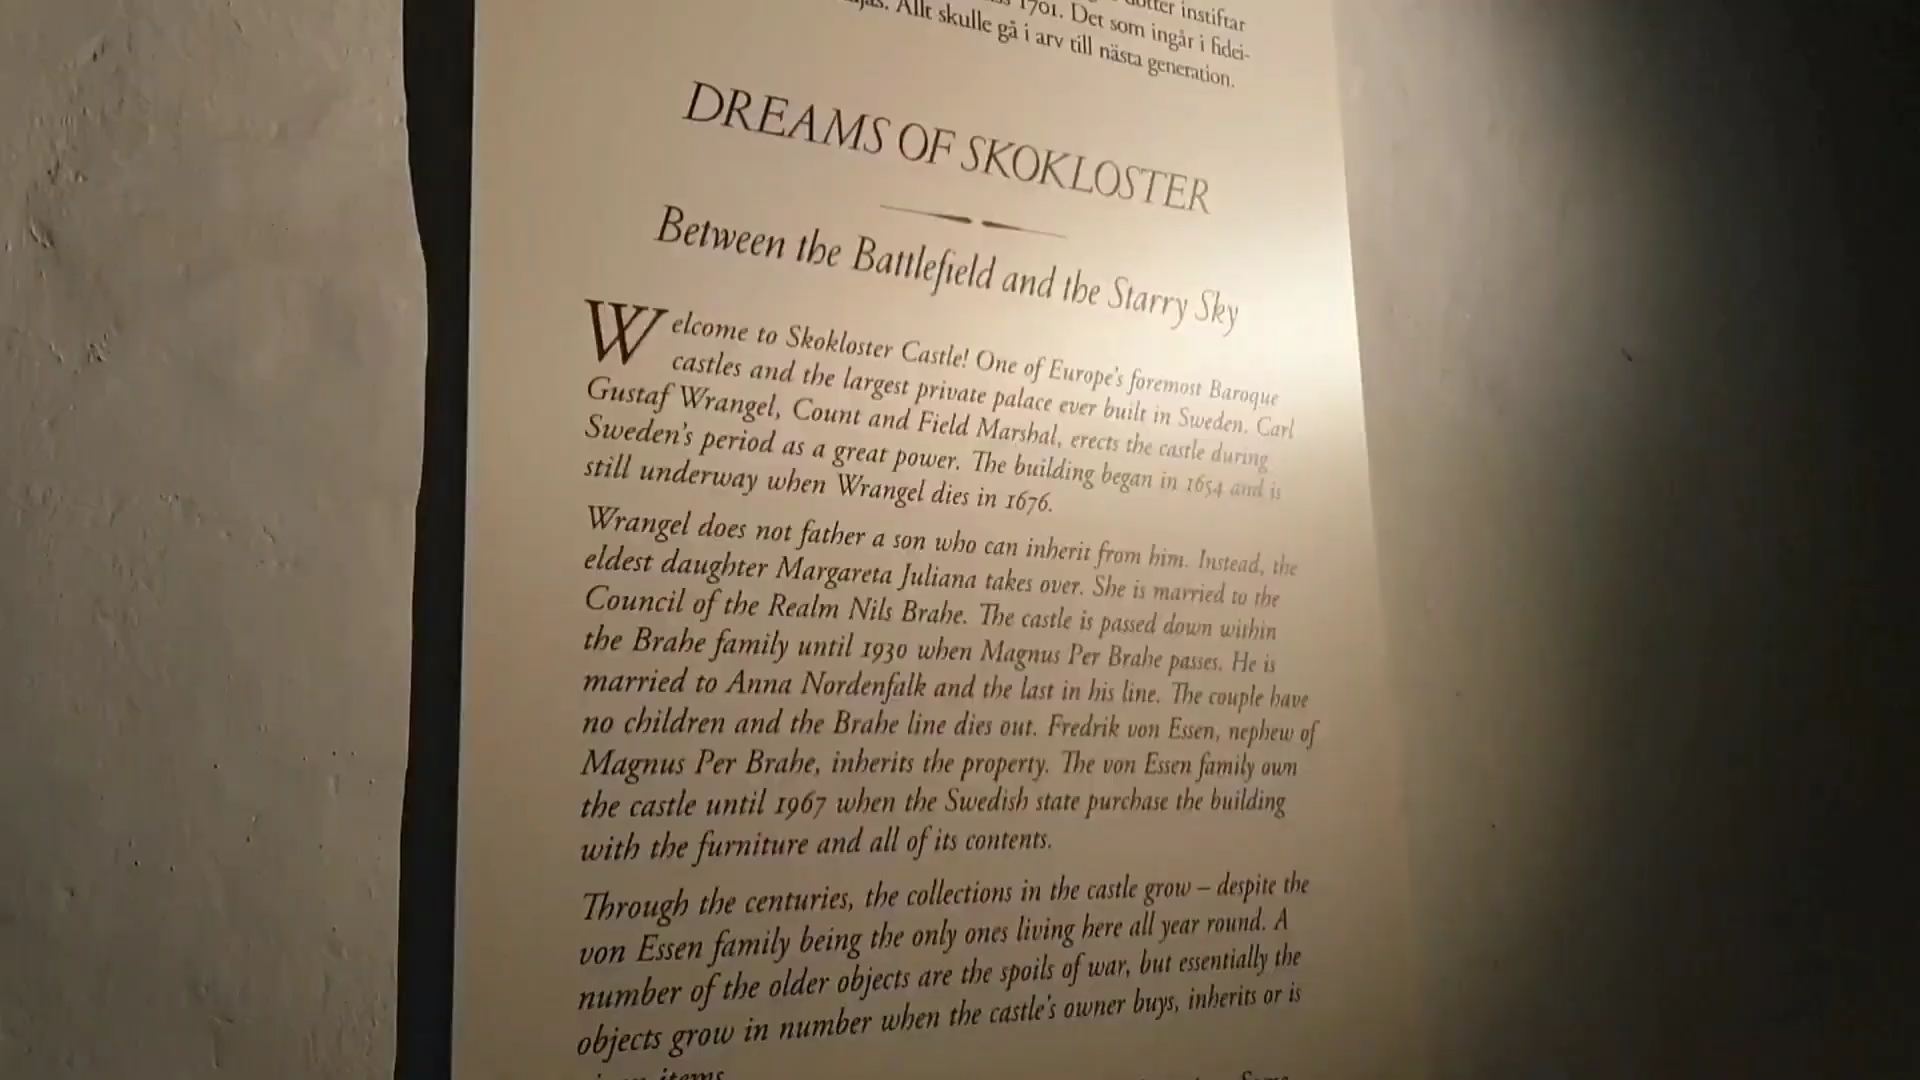 dotter instiftar
1701. Det som ingår i fidei-
Allt skulle gå i arv till nästa generation.
DREAMS OF SKOKLOSTER
Between the Battlefield and the Starry Sky
Welcome to Skokloster Castle! One of Europe's foremost Baroque
castles and the largest private palace ever built in Sweden. Carl
Gustaf Wrangel, Count and Field Marshal, erects the castle during
Sweden's period as a great power. The building began in 1654 and is
still underway when Wrangel dies in 1676.
Wrangel does not father a son who can inherit from him. Instead, the
eldest daughter Margareta Juliana takes over. She is married to the
Council of the Realm Nils Brahe. The castle is passed down within
the Brahe family until 1930 when Magnus Per Brahe passes. He is
married to Anna Nordenfalk and the last in his line. The couple have
no children and the Brahe line dies out. Fredrik von Essen, nephew of
Magnus Per Brahe, inherits the property. The von Essen family own
the castle until 1967 when the Swedish state purchase the building
with the furniture and all of its contents.
Through the centuries, the collections in the castle grow – despite the
von Essen family being the only ones living here all year round. A
number of the older objects are the spoils of war, but essentially the
objects grow in number when the castle's owner buys, inherits or is
items